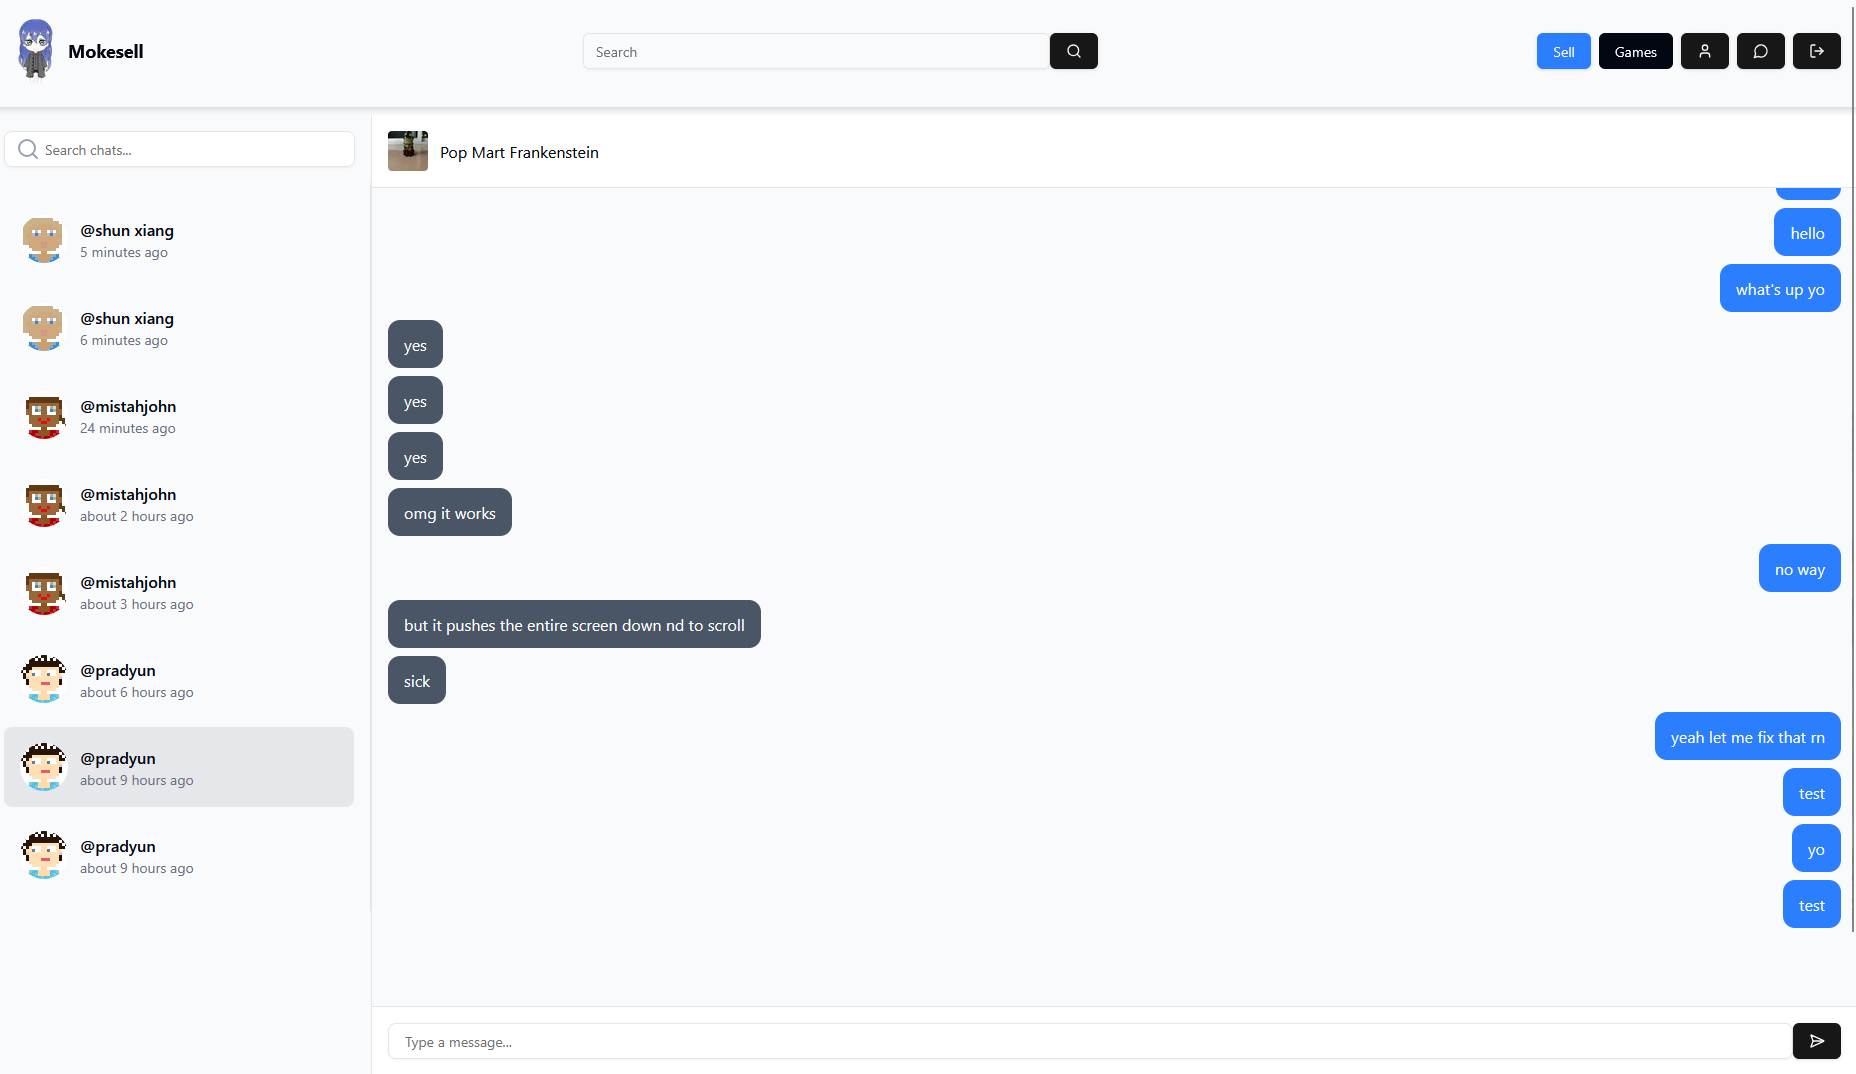 Mokesell
Search
Sell
Games
Search chats...
@shun xiang
5 minutes ago
@shun xiang
6 minutes ago
@mistahjohn
24 minutes ago
@mistahjohn
about 2 hours ago
@mistahjohn
about 3 hours ago
@pradyun
about 6 hours ago
@pradyun
about 9 hours ago
@pradyun
about 9 hours ago
Pop Mart Frankenstein
hello
what's up yo
yes
yes
yes
omg it works
no way
but it pushes the entire screen down nd to scroll
sick
yeah let me fix that rn
test
yo
test
Type a message...